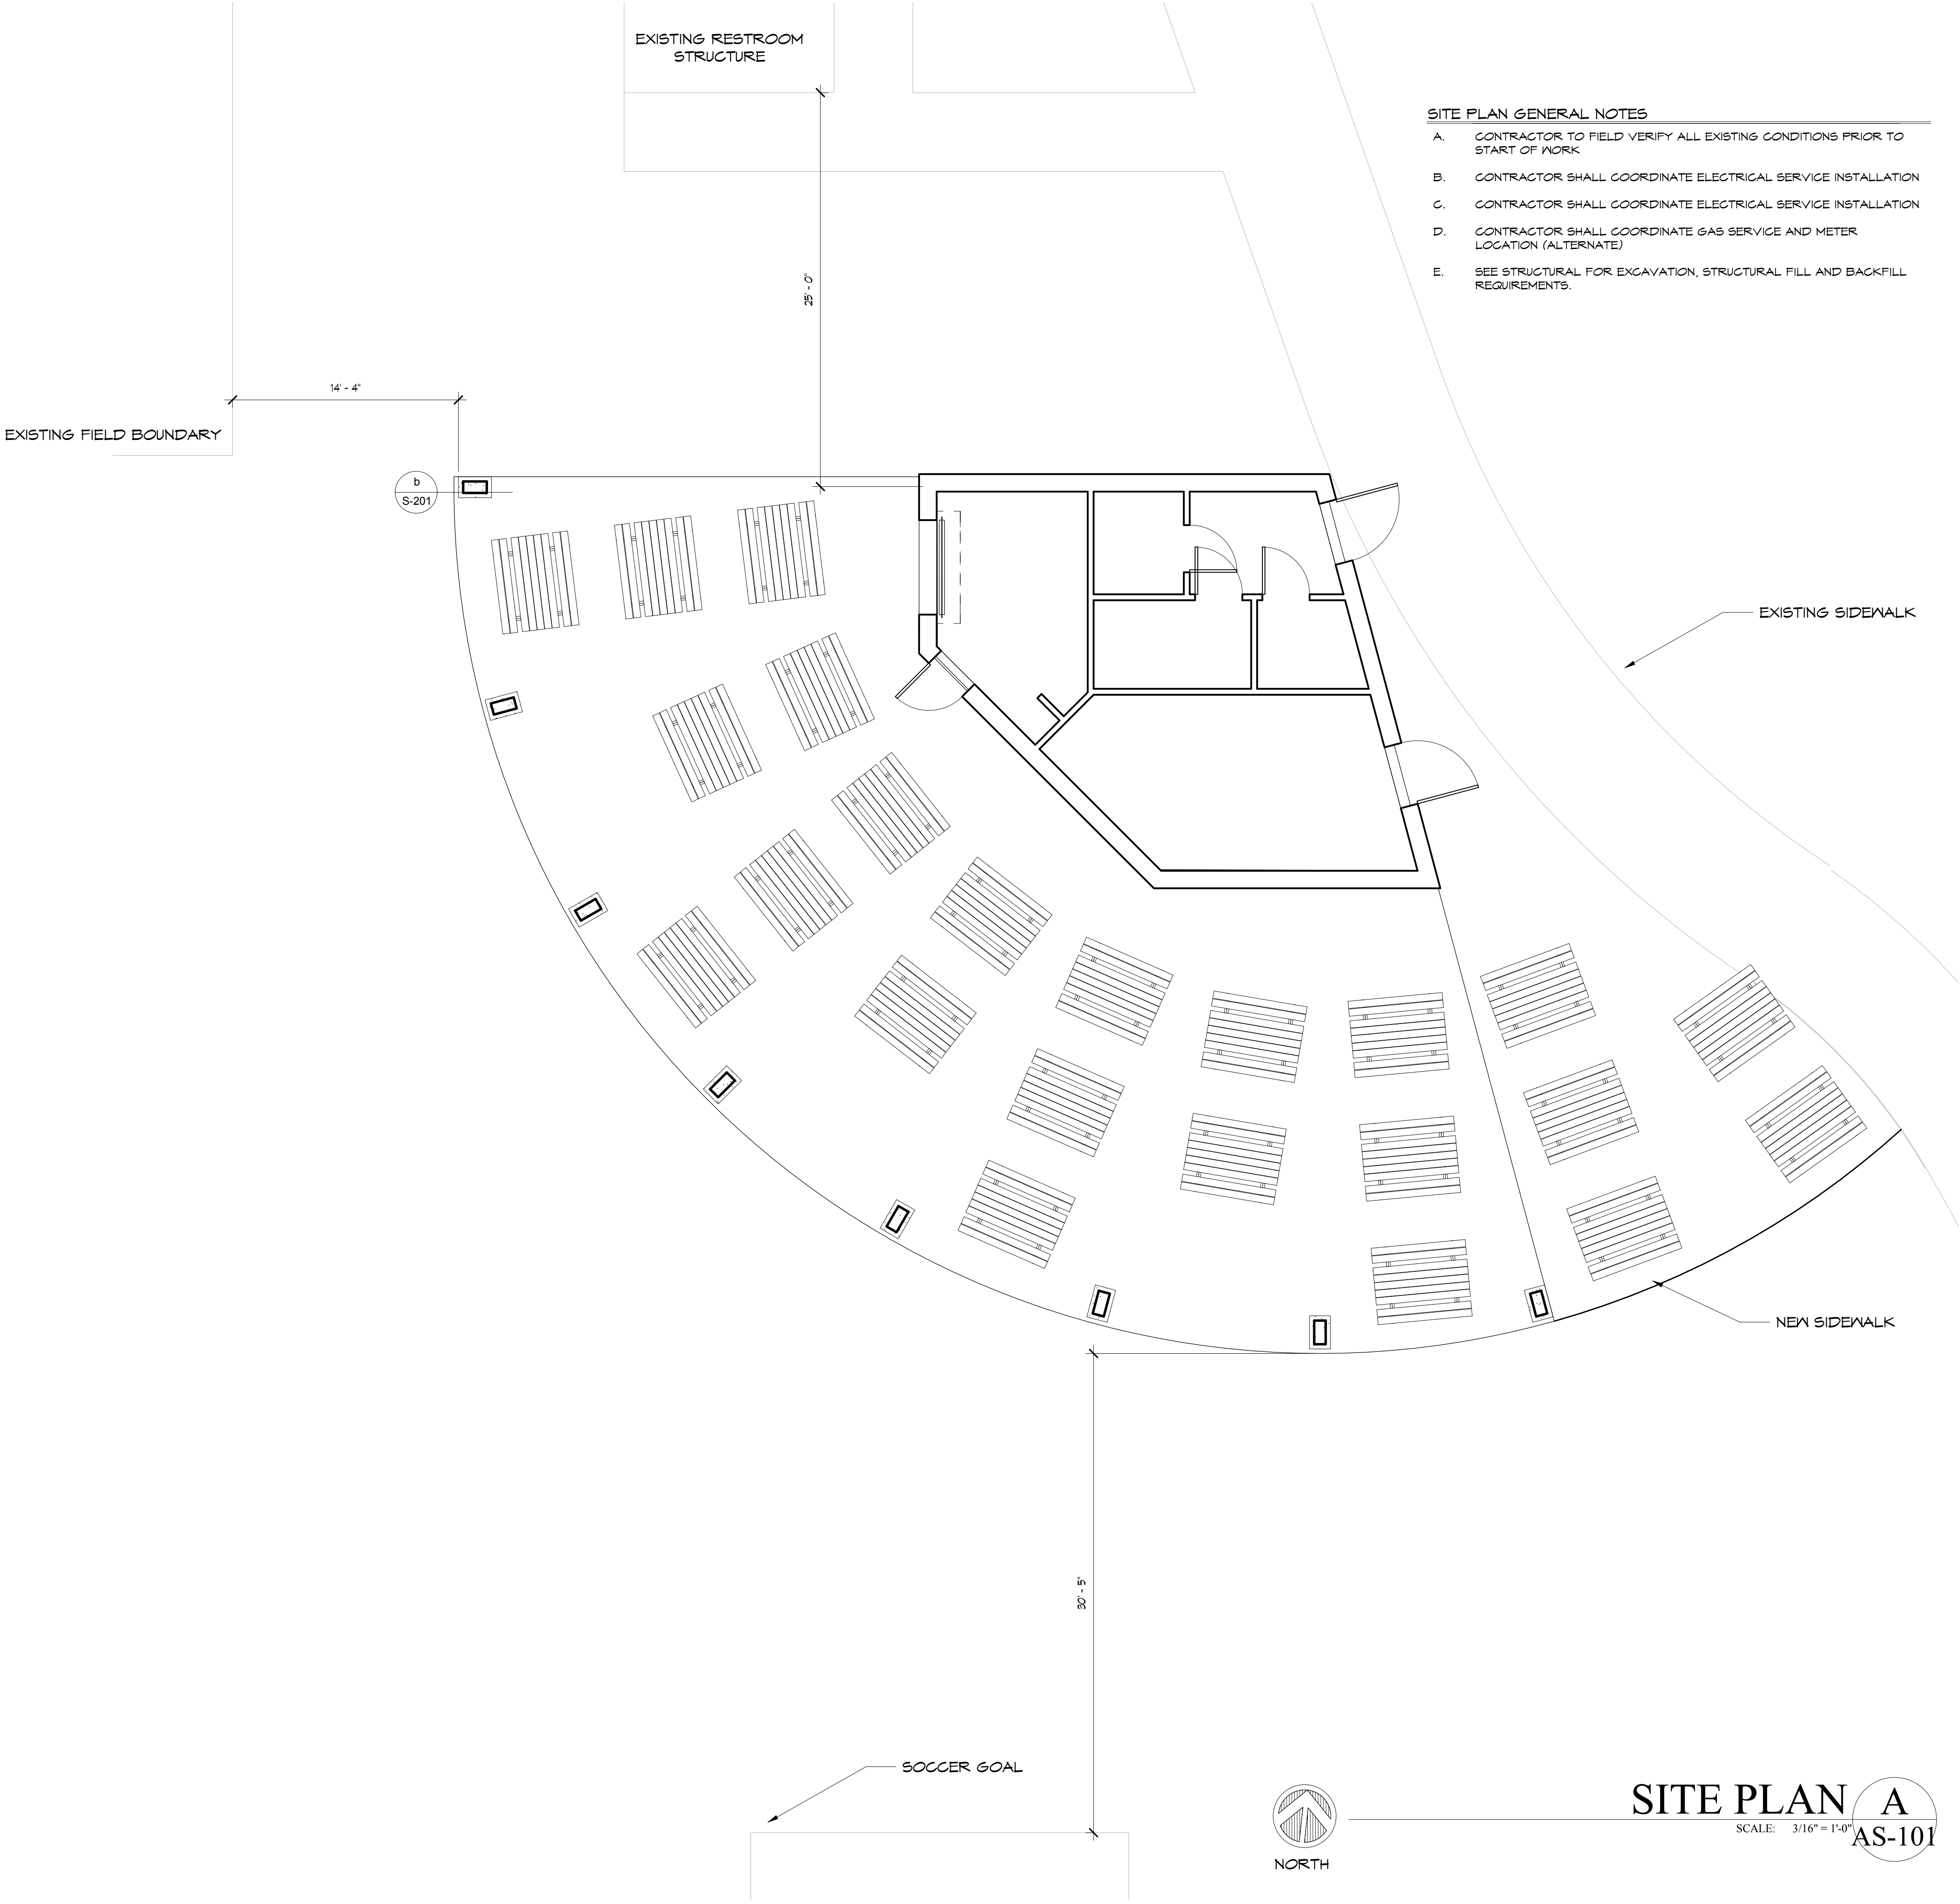 EXISTING RESTROOM
STRUCTURE
SITE PLAN GENERAL NOTES
A. CONTRACTOR TO FIELD VERIFY ALL EXISTING CONDITIONS PRIOR TO
START OF WORK
B. CONTRACTOR SHALL COORDINATE ELECTRICAL SERVICE INSTALLATION
C. CONTRACTOR SHALL COORDINATE ELECTRICAL SERVICE INSTALLATION
D. CONTRACTOR SHALL COORDINATE GAS SERVICE AND METER
LOCATION (ALTERNATE)
E. SEE STRUCTURAL FOR EXCAVATION, STRUCTURAL FILL AND BACKFILL
REQUIREMENTS.
25' - 0"
14' - 4"
EXISTING FIELD BOUNDARY
b
S-201
EXISTING SIDEWALK
NEW SIDEWALK
30' - 5"
SOCCER GOAL
NORTH
SITE PLAN
SCALE: 3/16" = 1'-0"
A
AS-101